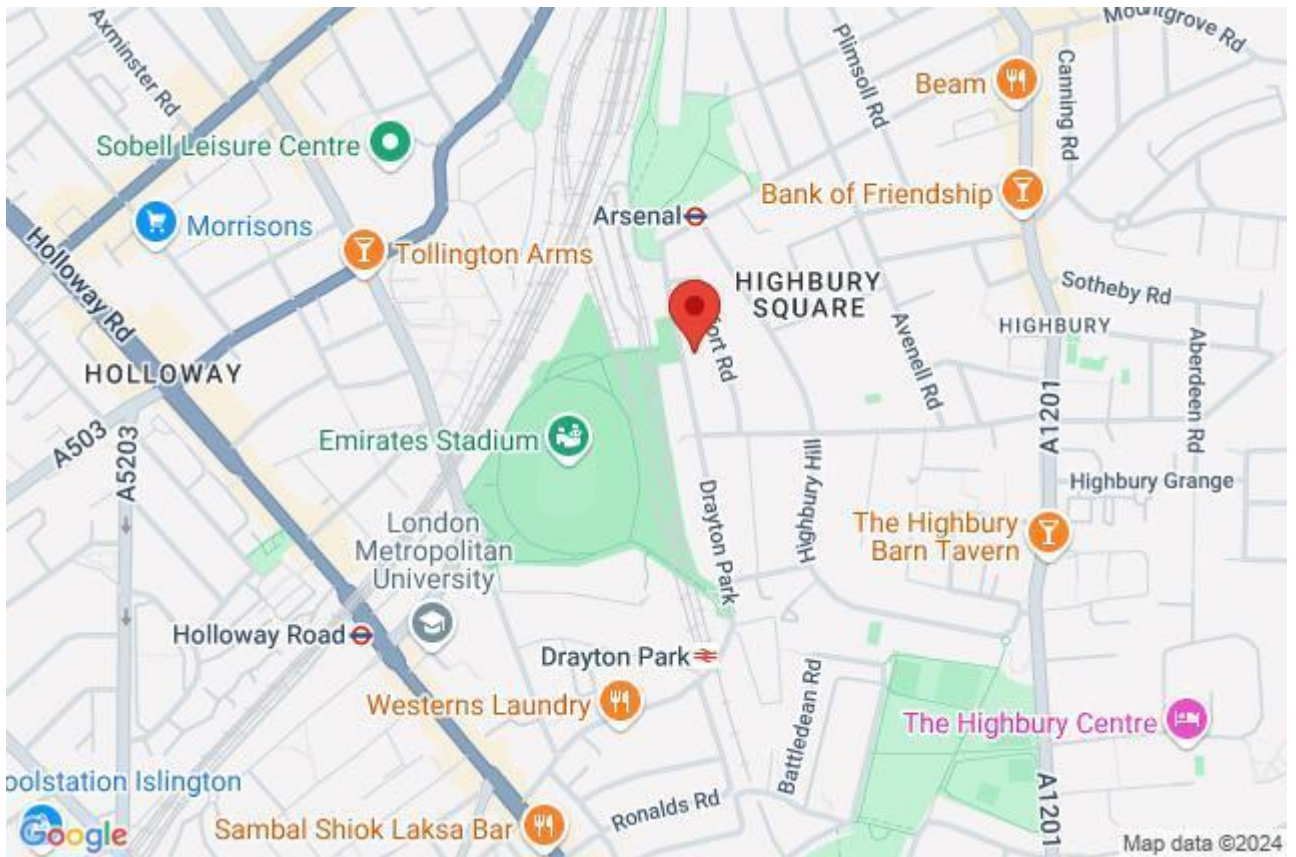 Axminster Rd
Mountgrove Rd
Plimsoll Rd
Beam
Canning Rd
Sobell Leisure Centre
Bank of Friendship
Morrisons
Arsenal
Tollington Arms
Holloway Rd
HIGHBURY
SQUARE
Sotheby Rd
fort Rd
Avenell Rd
HIGHBURY
Aberdeen Rd
HOLLOWAY
A503
A5203
Emirates Stadium
A1201
Highbury Hill
Highbury Grange
Drayton Park
London
Metropolitan
University
The Highbury
Barn Tavern
Holloway Road
Drayton Park
Westerns Laundry
Battledean Rd
The Highbury Centre
oolstation Islington
Ronalds Rd
A1201
Sambal Shiok Laksa Bar
Google
Map data ©2024